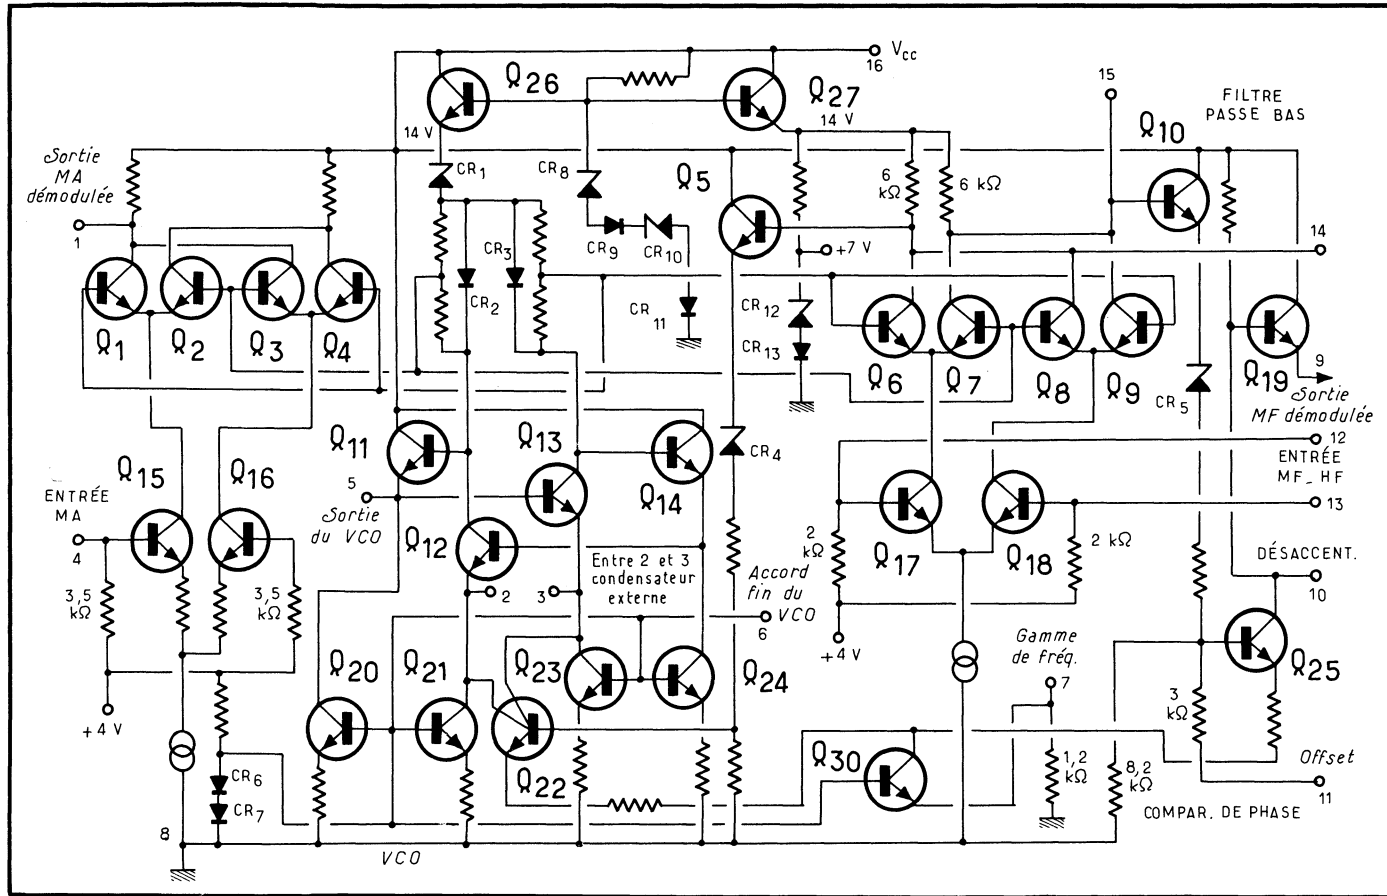 Q26
16
Vcc
Q27
14 V
14 V
15
FILTRE
PASSE BAS
Q10
Sortie
MA
démodulée
1
CR1
CR8
Q5
6
kΩ
6 kΩ
14
CR3
CR9
CR10
+7 V
CR2
CR11
CR12
CR13
Q1
Q2
Q3
Q4
Q6
Q7
Q8
Q9
CR5
Q19
9
Sortie
MF démodulée
Q11
Q13
Q14
CR4
12
ENTRÉE
MF_HF
13
Q15
Q16
5
Sortie
du VCO
ENTRÉE
MA
4
Q12
2
kΩ
Q17
Q18
2 kΩ
Entre 2 et 3
condensateur
externe
2
3
Accord
fin du
VCO
6
DÉSACCENT.
10
3,5
kΩ
3,5
kΩ
+4 V
Gamme
de fréq.
7
Q25
+4 V
Q20
Q21
Q23
Q24
3
kΩ
Q22
Q30
1,2
kΩ
8,2
kΩ
Offset
11
CR6
CR7
8
VCO
COMPAR. DE PHASE